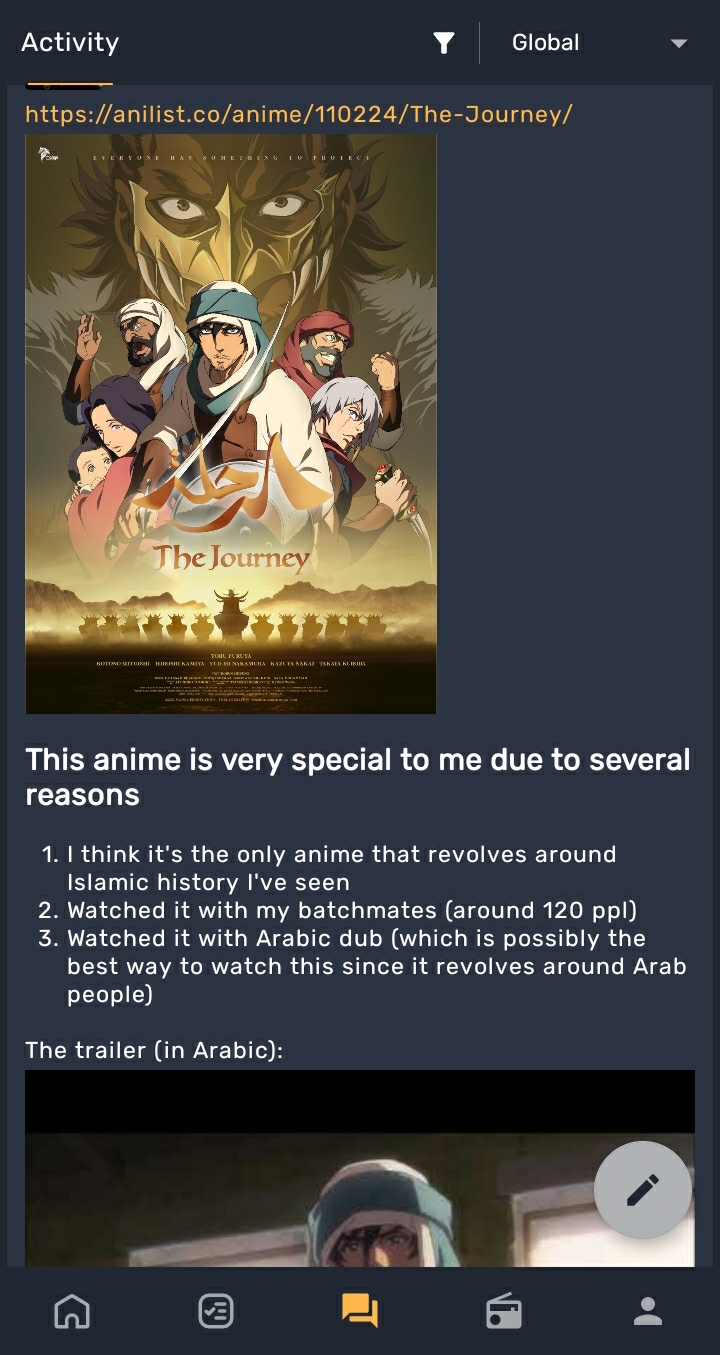 Activity
Global
https://anilist.co/anime/110224/The-Journey/
EVERYONE HAS SOMETHING TO PROTECT
الرحلة
The Journey
TORU FURUYA
KOTONO MITSUISHI HIROSHI KAMIYA YUICHI NAKAMURA KAZUYA NAKAI TAKAYA KURODA
This anime is very special to me due to several
reasons
1. I think it's the only anime that revolves around
Islamic history I've seen
2. Watched it with my batchmates (around 120 ppl)
3. Watched it with Arabic dub (which is possibly the
best way to watch this since it revolves around Arab
people)
The trailer (in Arabic):